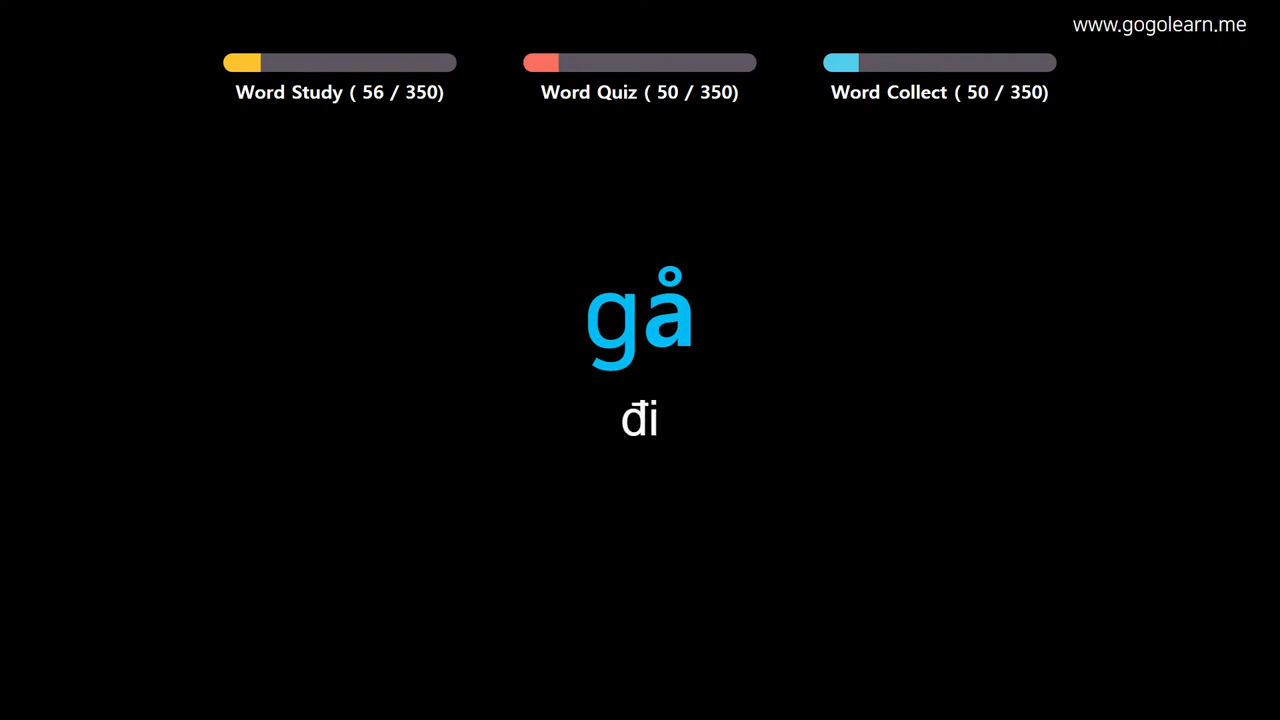 www.gogolearn.me
Word Study ( 56 / 350)
Word Quiz ( 50 / 350)
Word Collect ( 50 / 350)
gå
đi